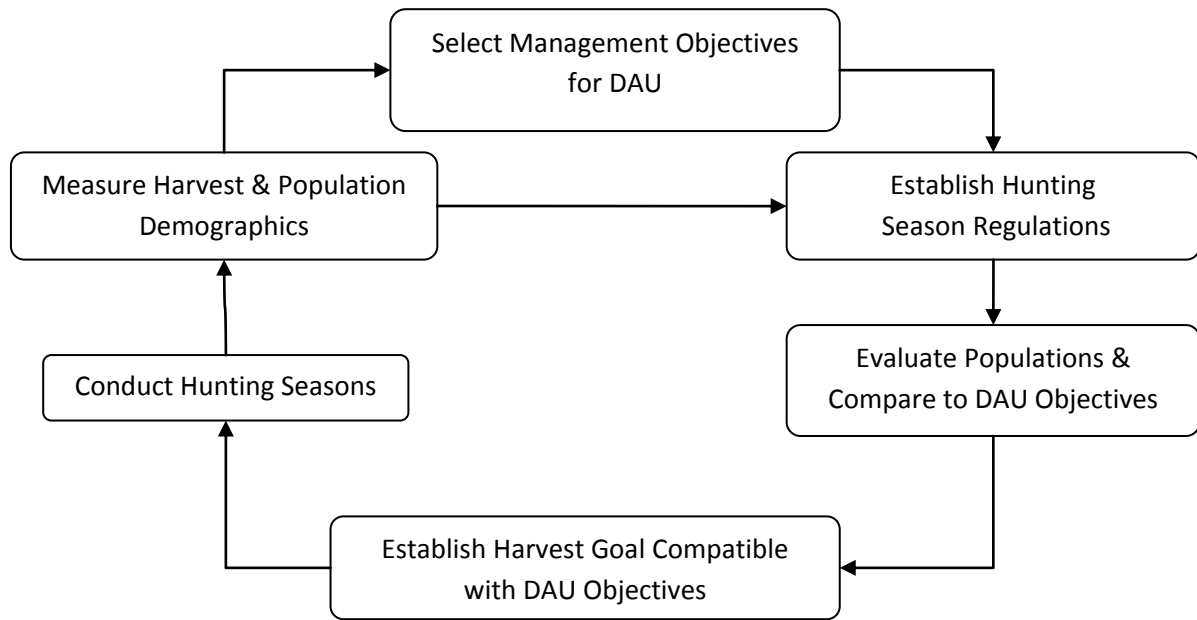 Select Management Objectives
for DAU
Measure Harvest & Population
Demographics
Establish Hunting
Season Regulations
Evaluate Populations &
Compare to DAU Objectives
Conduct Hunting Seasons
Establish Harvest Goal Compatible
with DAU Objectives